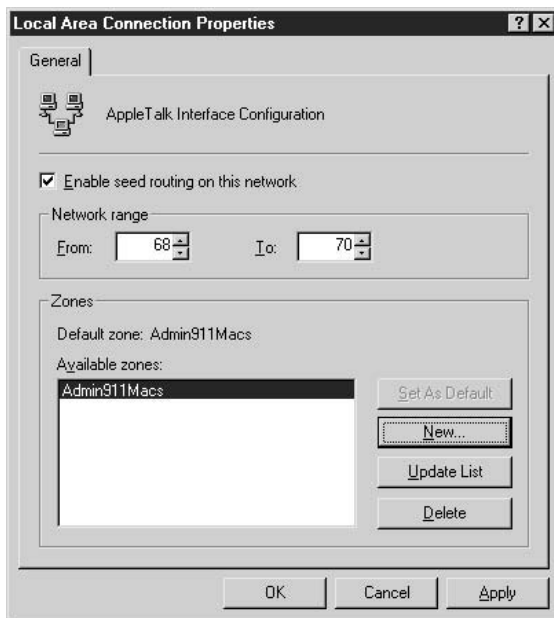 Local Area Connection Properties ? X
General
AppleTalk Interface Configuration
Enable seed routing on this network
Network range
From: 68 To: 70
Zones
Default zone: Admin911Macs
Available zones:
Admin911Macs
Set As Default
New...
Update List
Delete
OK Cancel Apply